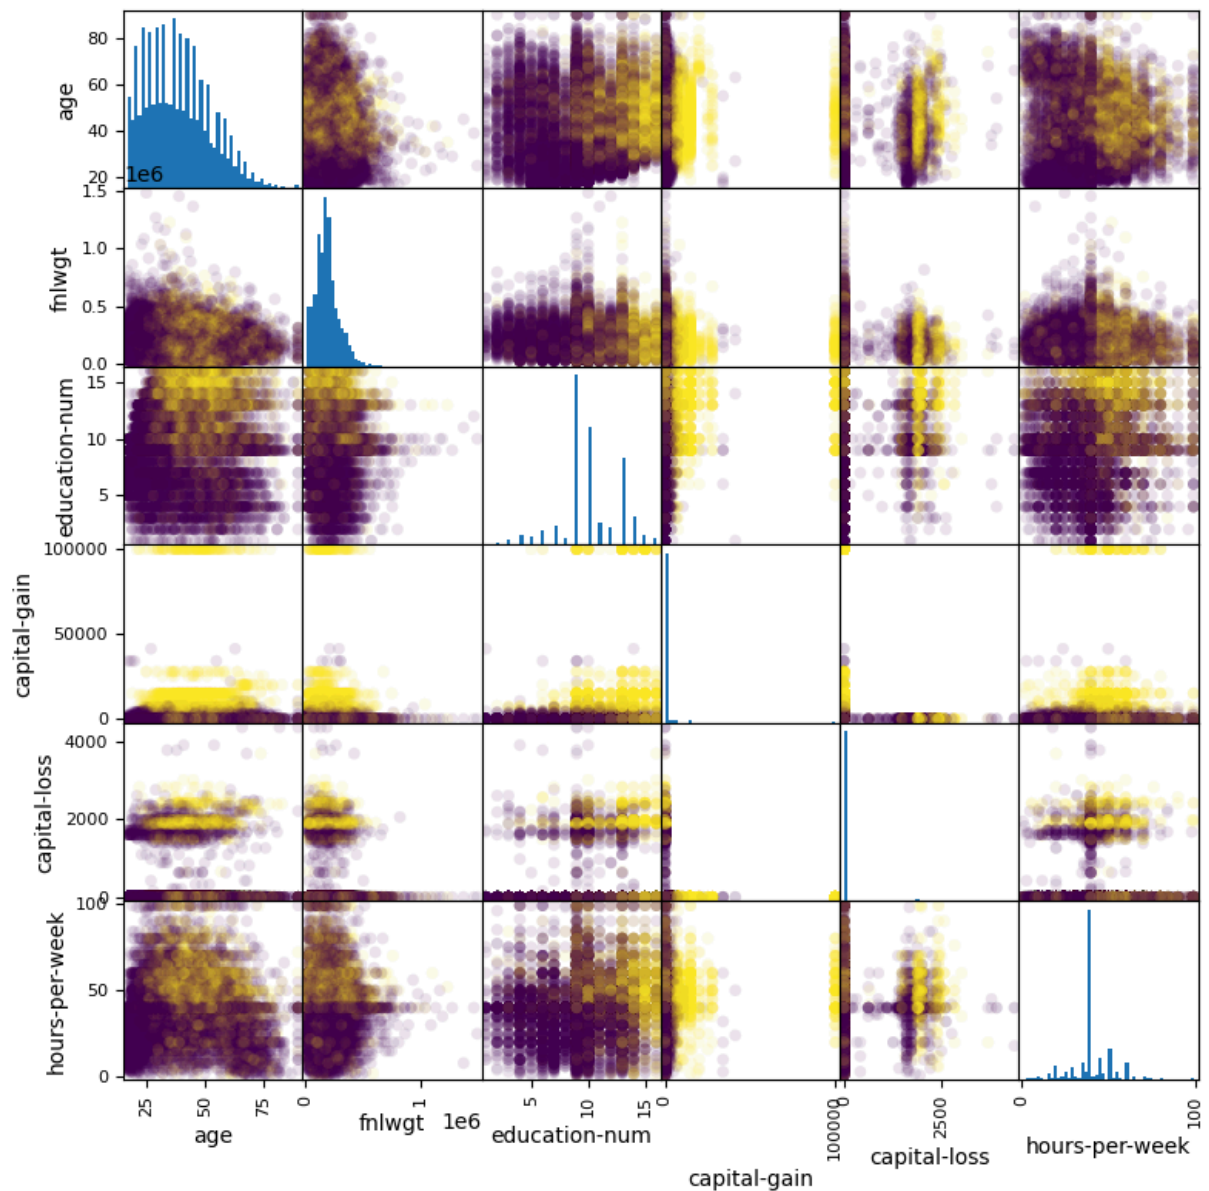 80
60
40
20
age
1e6
1.5
1.0
0.5
0.0
fnlwgt
15
10
5
education-num
100000
50000
0
capital-gain
4000
2000
0
capital-loss
100
50
0
hours-per-week
25
50
75
age
0
1
1e6
fnlwgt
5
10
15
education-num
0
100000
capital-gain
0
2500
capital-loss
0
100
hours-per-week